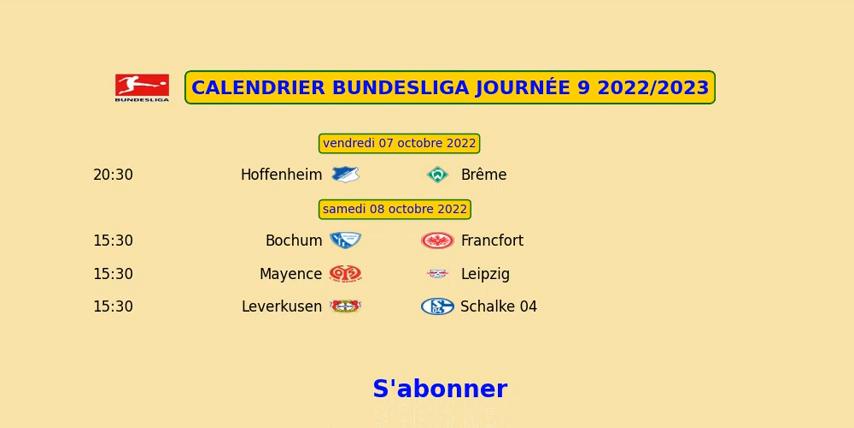 BUNDESLIGA
CALENDRIER BUNDESLIGA JOURNÉE 9 2022/2023
vendredi 07 octobre 2022
20:30 Hoffenheim Brême
samedi 08 octobre 2022
15:30 Bochum Francfort
15:30 Mayence Leipzig
15:30 Leverkusen Schalke 04
S'abonner